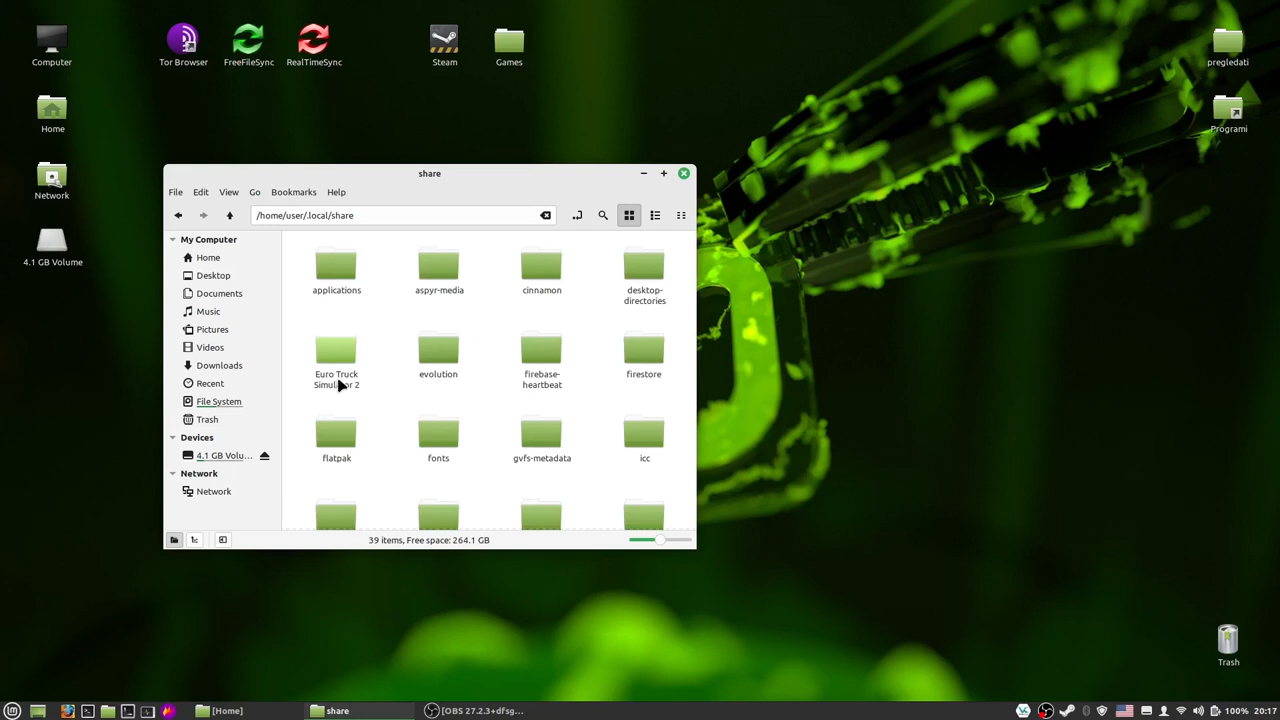 Computer
Tor Browser
FreeFileSync
RealTimeSync
Steam
Games
pregledati
Home
Programi
Network
4.1 GB Volume
share
File Edit View Go Bookmarks Help
/home/user/.local/share
My Computer
Home
Desktop
Documents
Music
Pictures
Videos
Downloads
Recent
File System
Trash
Devices
4.1 GB Volu...
Network
Network
applications
aspyr-media
cinnamon
desktop-
directories
Euro Truck
Simulator 2
evolution
firebase-
heartbeat
firestore
flatpak
fonts
gvfs-metadata
icc
39 items, Free space: 264.1 GB
Trash
[Home]
share
[OBS 27.2.3+dfsg...
100%
20:17